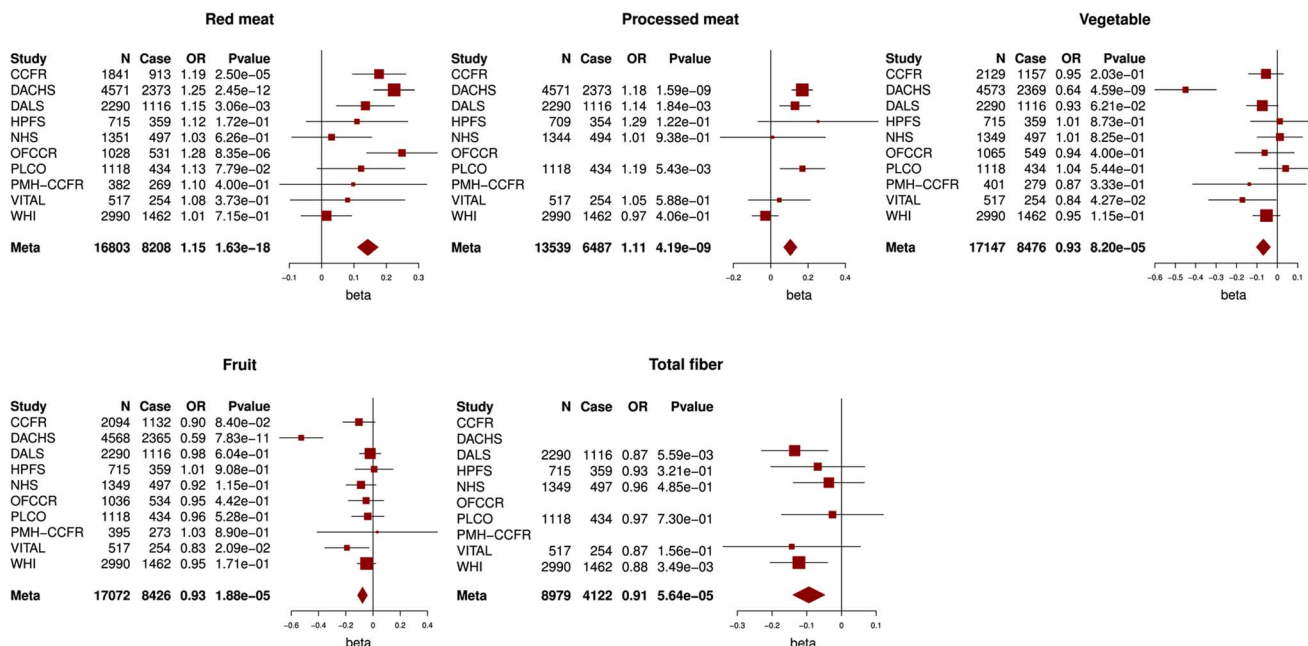 Red meat
Study N Case OR Pvalue
CCFR 1841 913 1.19 2.50e−05
DACHS 4571 2373 1.25 2.45e−12
DALS 2290 1116 1.15 3.06e−03
HPFS 715 359 1.12 1.72e−01
NHS 1351 497 1.03 6.26e−01
OFCCR 1028 531 1.28 8.35e−06
PLCO 1118 434 1.13 7.79e−02
PMH−CCFR 382 269 1.10 4.00e−01
VITAL 517 254 1.08 3.73e−01
WHI 2990 1462 1.01 7.15e−01
Meta 16803 8208 1.15 1.63e−18
−0.1 0 0.1 0.2 0.3
beta
Processed meat
Study N Case OR Pvalue
CCFR
DACHS 4571 2373 1.18 1.59e−09
DALS 2290 1116 1.14 1.84e−03
HPFS 709 354 1.29 1.22e−01
NHS 1344 494 1.01 9.38e−01
OFCCR
PLCO 1118 434 1.19 5.43e−03
PMH−CCFR
VITAL 517 254 1.05 5.88e−01
WHI 2990 1462 0.97 4.06e−01
Meta 13539 6487 1.11 4.19e−09
−0.2 0 0.2 0.4
beta
Vegetable
Study N Case OR Pvalue
CCFR 2129 1157 0.95 2.03e−01
DACHS 4573 2369 0.64 4.59e−09
DALS 2290 1116 0.93 6.21e−02
HPFS 715 359 1.01 8.73e−01
NHS 1349 497 1.01 8.25e−01
OFCCR 1065 549 0.94 4.00e−01
PLCO 1118 434 1.04 5.44e−01
PMH−CCFR 401 279 0.87 3.33e−01
VITAL 517 254 0.84 4.27e−02
WHI 2990 1462 0.95 1.15e−01
Meta 17147 8476 0.93 8.20e−05
−0.6 −0.5 −0.4 −0.3 −0.2 −0.1 0 0.1
beta
Fruit
Study N Case OR Pvalue
CCFR 2094 1132 0.90 8.40e−02
DACHS 4568 2365 0.59 7.83e−11
DALS 2290 1116 0.98 6.04e−01
HPFS 715 359 1.01 9.08e−01
NHS 1349 497 0.92 1.15e−01
OFCCR 1036 534 0.95 4.42e−01
PLCO 1118 434 0.96 5.28e−01
PMH−CCFR 395 273 1.03 8.90e−01
VITAL 517 254 0.83 2.09e−02
WHI 2990 1462 0.95 1.71e−01
Meta 17072 8426 0.93 1.88e−05
−0.6 −0.4 −0.2 0 0.2 0.4
beta
Total fiber
Study N Case OR Pvalue
CCFR
DACHS
DALS 2290 1116 0.87 5.59e−03
HPFS 715 359 0.93 3.21e−01
NHS 1349 497 0.96 4.85e−01
OFCCR
PLCO 1118 434 0.97 7.30e−01
PMH−CCFR
VITAL 517 254 0.87 1.56e−01
WHI 2990 1462 0.88 3.49e−03
Meta 8979 4122 0.91 5.64e−05
−0.3 −0.2 −0.1 0 0.1
beta